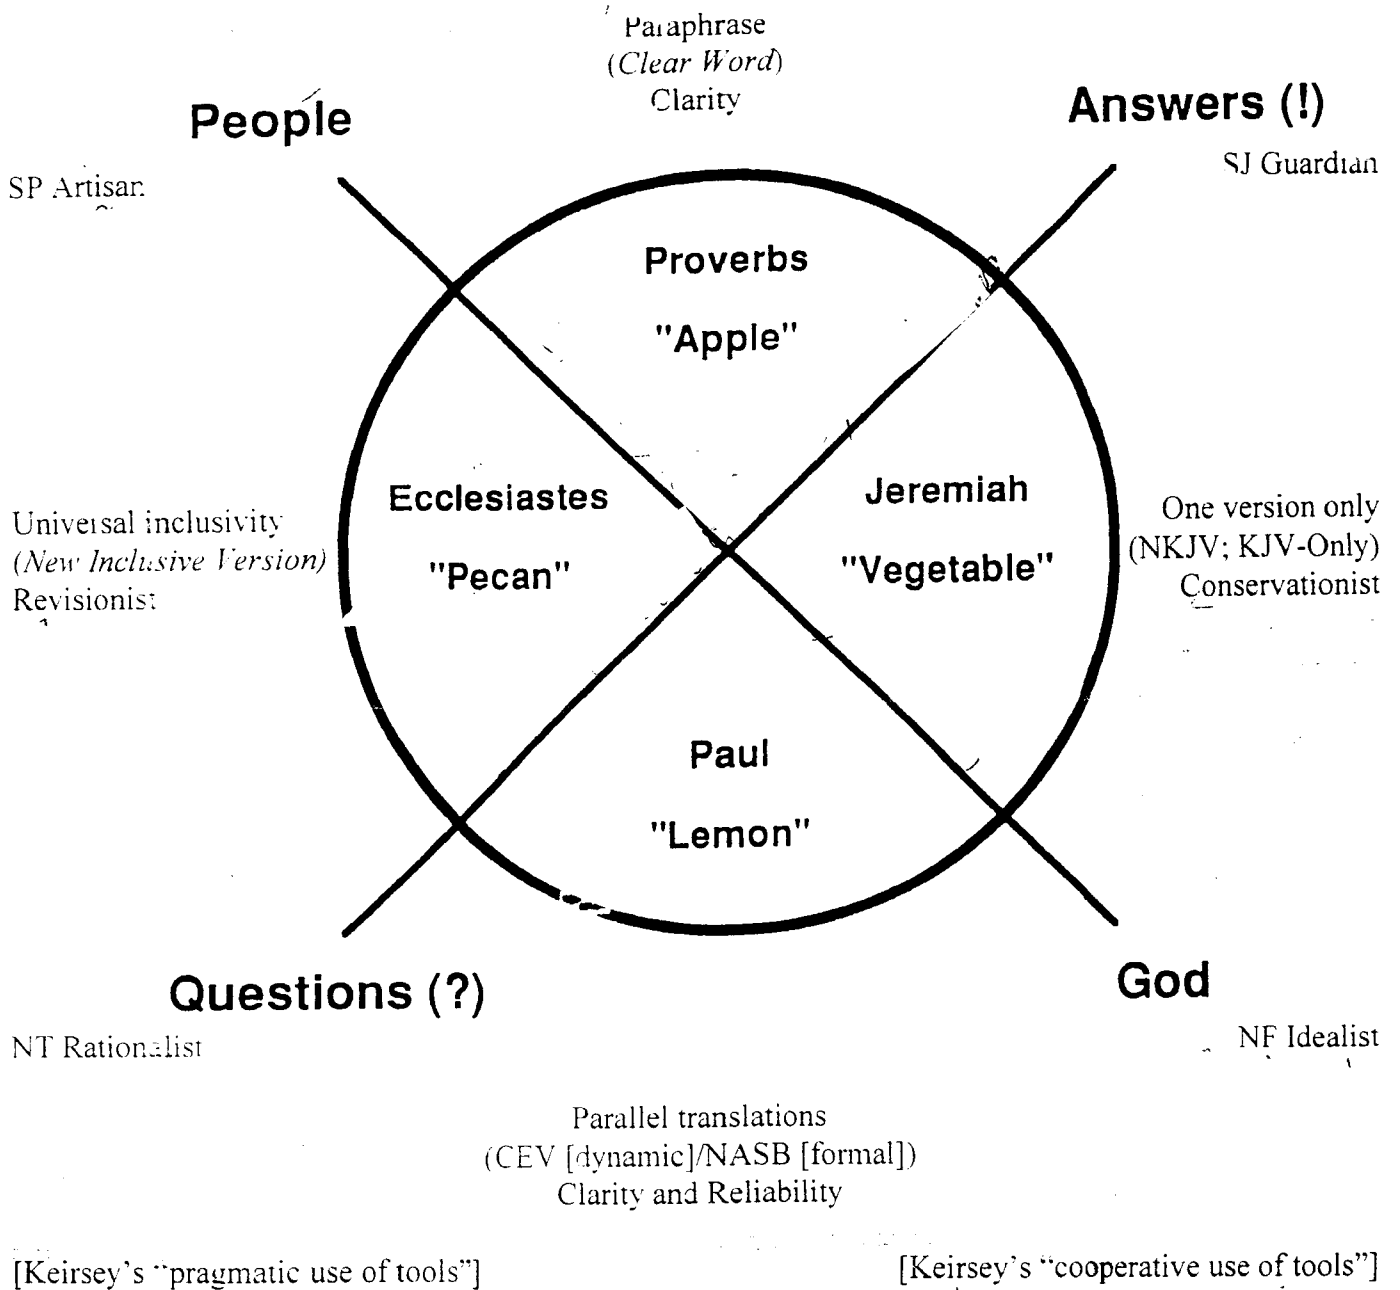 Paraphrase
(Clear Word)
Clarity
People
Answers (!)
SP Artisan
SJ Guardian
Proverbs
"Apple"
Ecclesiastes
"Pecan"
Jeremiah
"Vegetable"
Universal inclusivity
(New Inclusive Version)
Revisionist
One version only
(NKJV; KJV-Only)
Conservationist
Paul
"Lemon"
Questions (?)
God
NT Rationalist
NF Idealist
Parallel translations
(CEV [dynamic]/NASB [formal])
Clarity and Reliability
[Keirsey's "pragmatic use of tools"]
[Keirsey's "cooperative use of tools"]